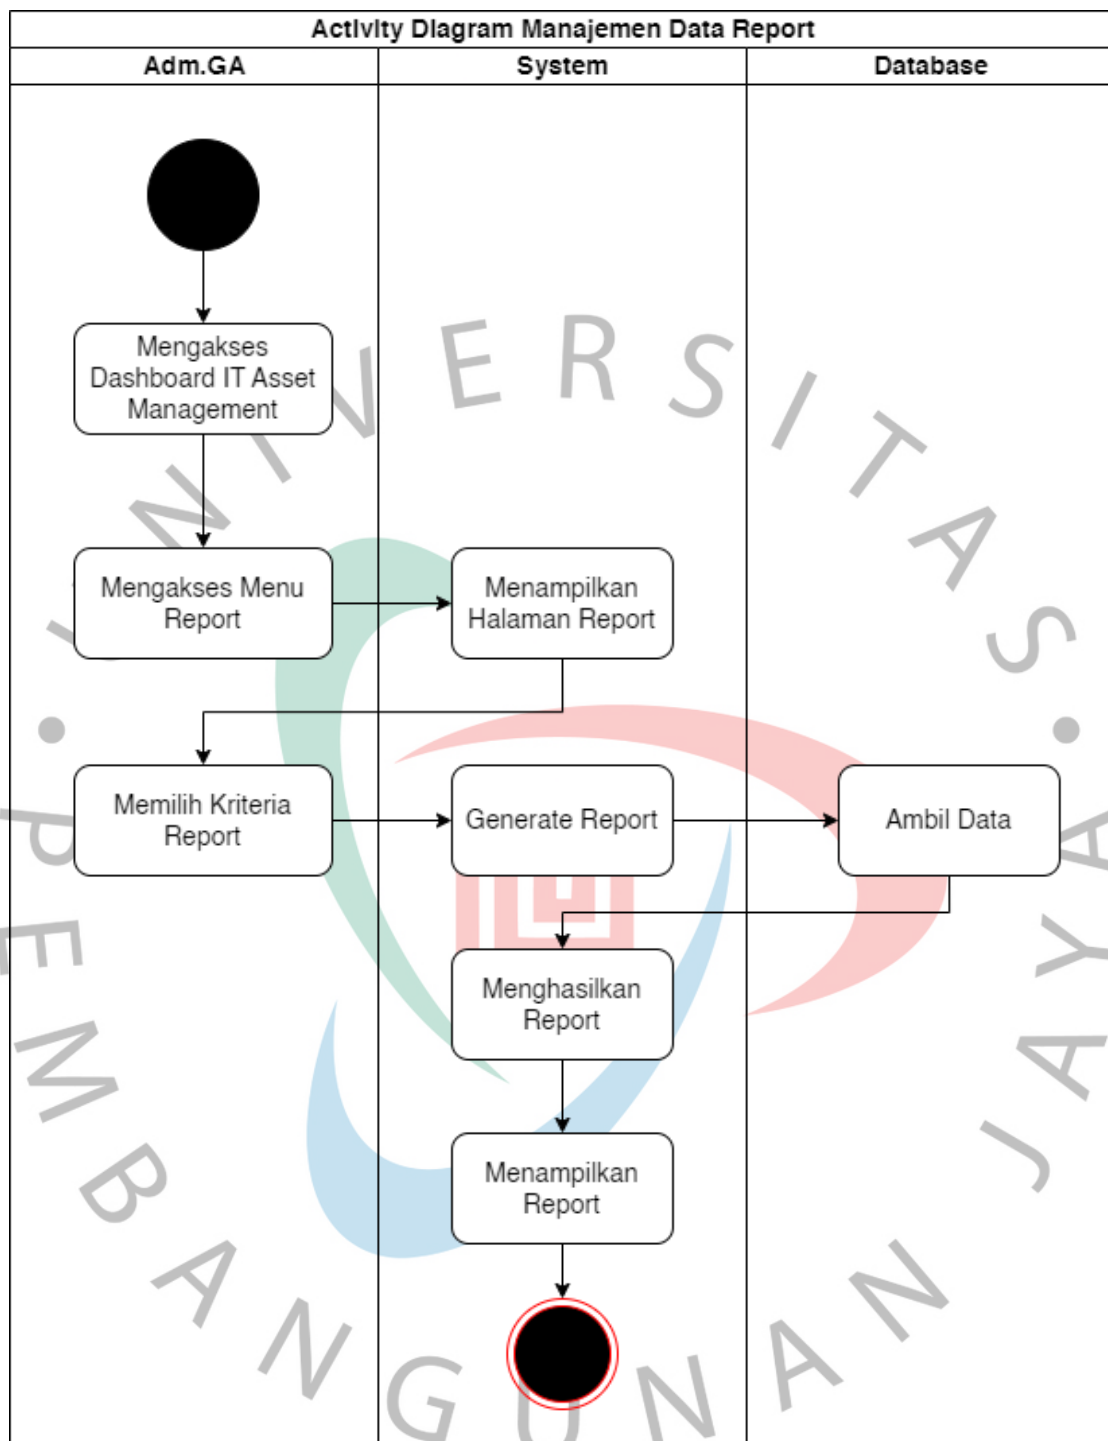 Activity Diagram Manajemen Data Report
Adm.GA
System
Database
Mengakses
Dashboard IT Asset
Management
Mengakses Menu
Report
Menampilkan
Halaman Report
Memilih Kriteria
Report
Generate Report
Ambil Data
Menghasilkan
Report
Menampilkan
Report
UNIVERSITAS
PEMBANGUNAN JAYA